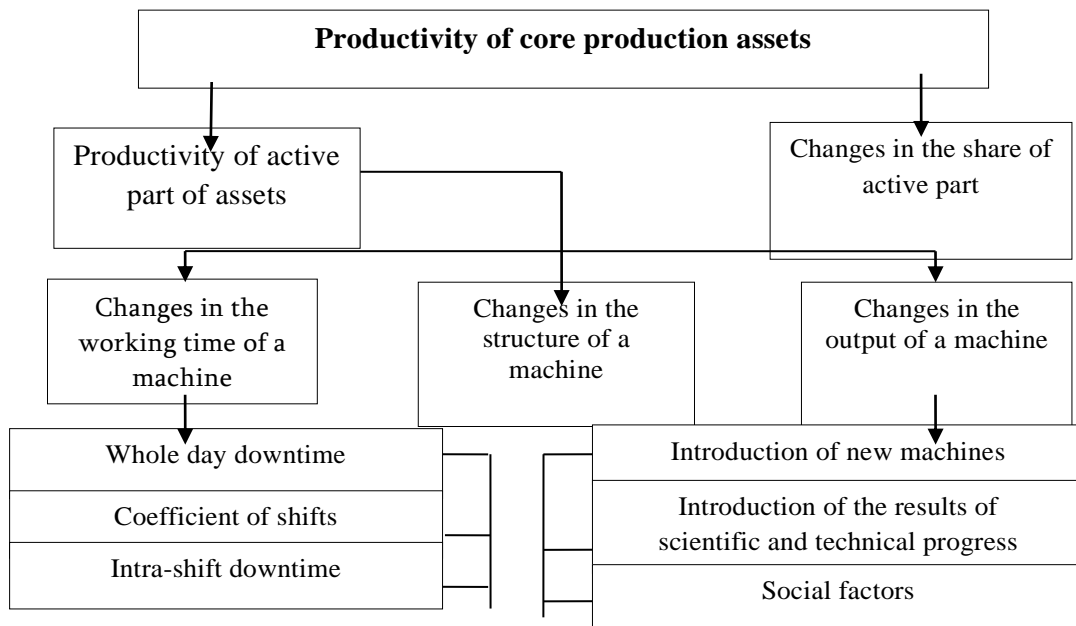 Productivity of core production assets
Productivity of active
part of assets
Changes in the share of
active part
Changes in the
working time of a
machine
Changes in the
structure of a
machine
Changes in the
output of a machine
Whole day downtime
Coefficient of shifts
Intra-shift downtime
Introduction of new machines
Introduction of the results of
scientific and technical progress
Social factors